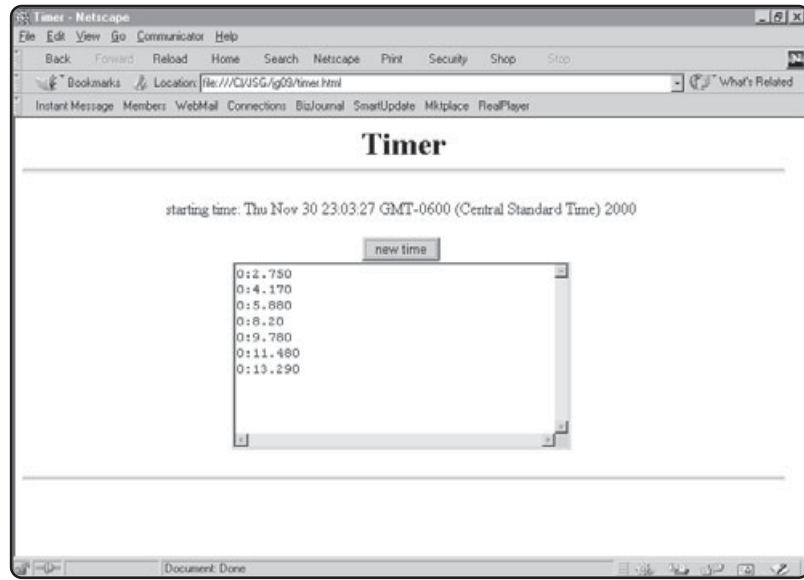 Timer - Netscape
File Edit View Go Communicator Help
Back Forward Reload Home Search Netscape Print Security Shop Stop
Bookmarks Location: file:///C|/JSG/jg09/timer.html What's Related
Instant Message Members WebMail Connections BizJournal SmartUpdate Mktplace RealPlayer
Timer
starting time: Thu Nov 30 23:03:27 GMT-0600 (Central Standard Time) 2000
new time
0:2.750
0:4.170
0:5.880
0:8.20
0:9.780
0:11.480
0:13.290
Document: Done